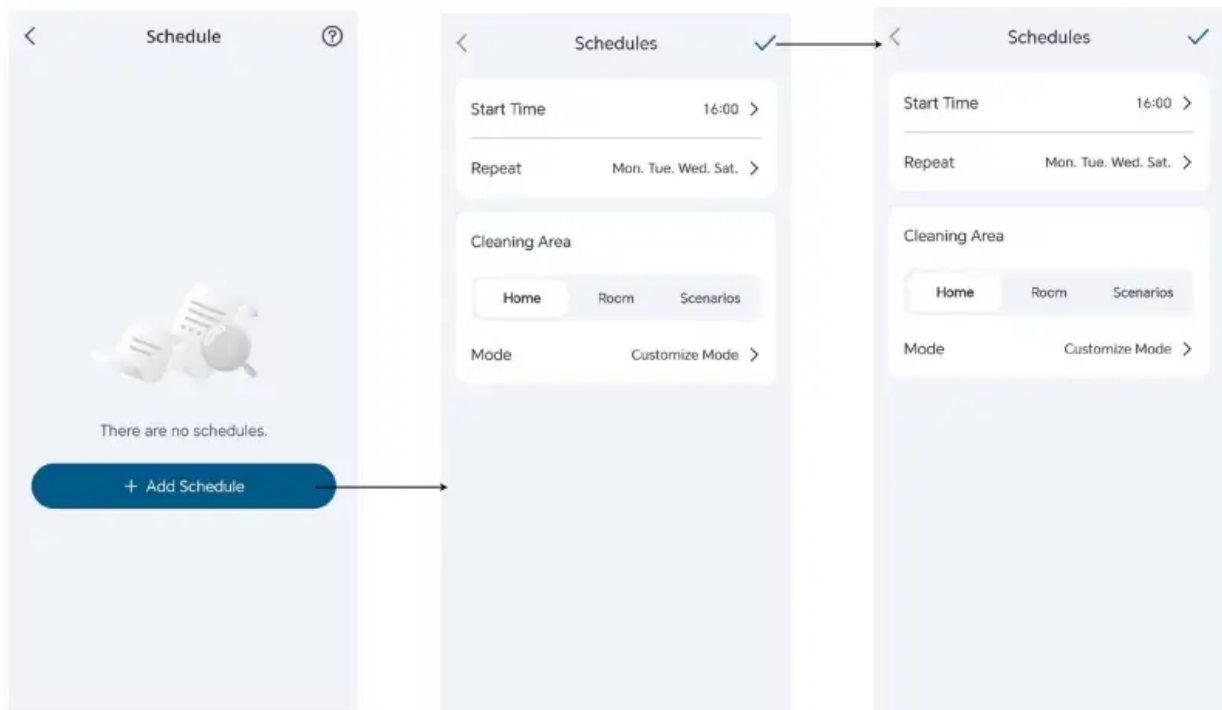 Schedule
There are no schedules.
+ Add Schedule
Schedules
Start Time 16:00
Repeat Mon. Tue. Wed. Sat.
Cleaning Area
Home Room Scenarios
Mode Customize Mode
Schedules
Start Time 16:00
Repeat Mon. Tue. Wed. Sat.
Cleaning Area
Home Room Scenarios
Mode Customize Mode